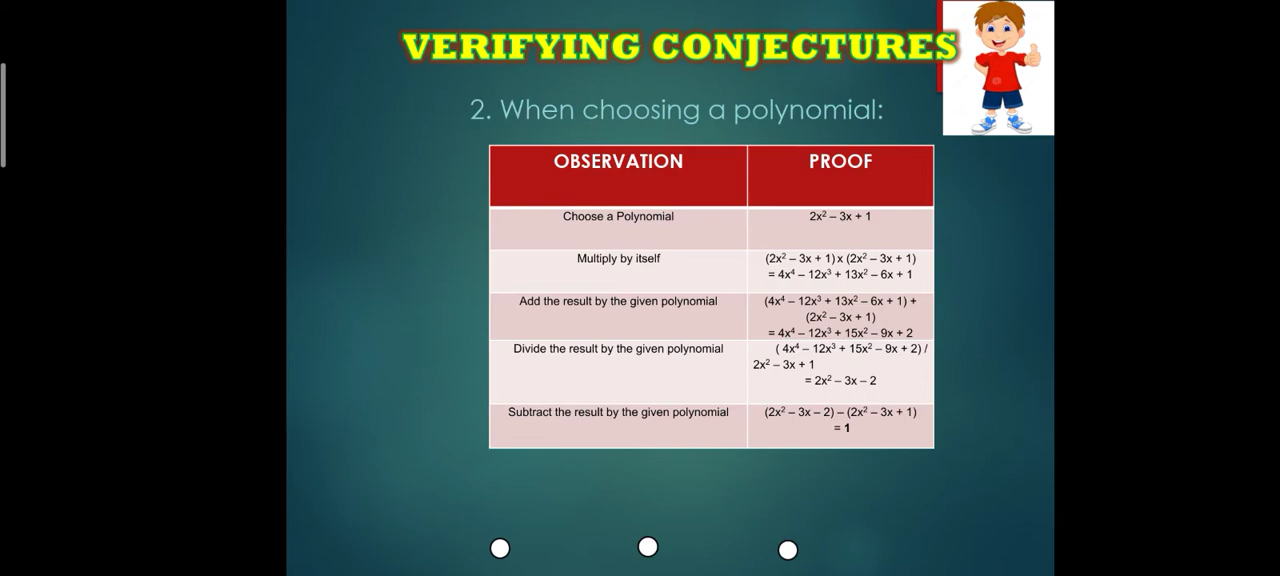 VERIFYING CONJECTURES
2. When choosing a polynomial:
OBSERVATION PROOF
Choose a Polynomial 2x² – 3x + 1
Multiply by itself (2x² – 3x + 1) x (2x² – 3x + 1)
= 4x⁴ – 12x³ + 13x² – 6x + 1
Add the result by the given polynomial (4x⁴ – 12x³ + 13x² – 6x + 1) +
(2x² – 3x + 1)
= 4x⁴ – 12x³ + 15x² – 9x + 2
Divide the result by the given polynomial ( 4x⁴ – 12x³ + 15x² – 9x + 2) /
2x² – 3x + 1
= 2x² – 3x – 2
Subtract the result by the given polynomial (2x² – 3x – 2) – (2x² – 3x + 1)
= 1